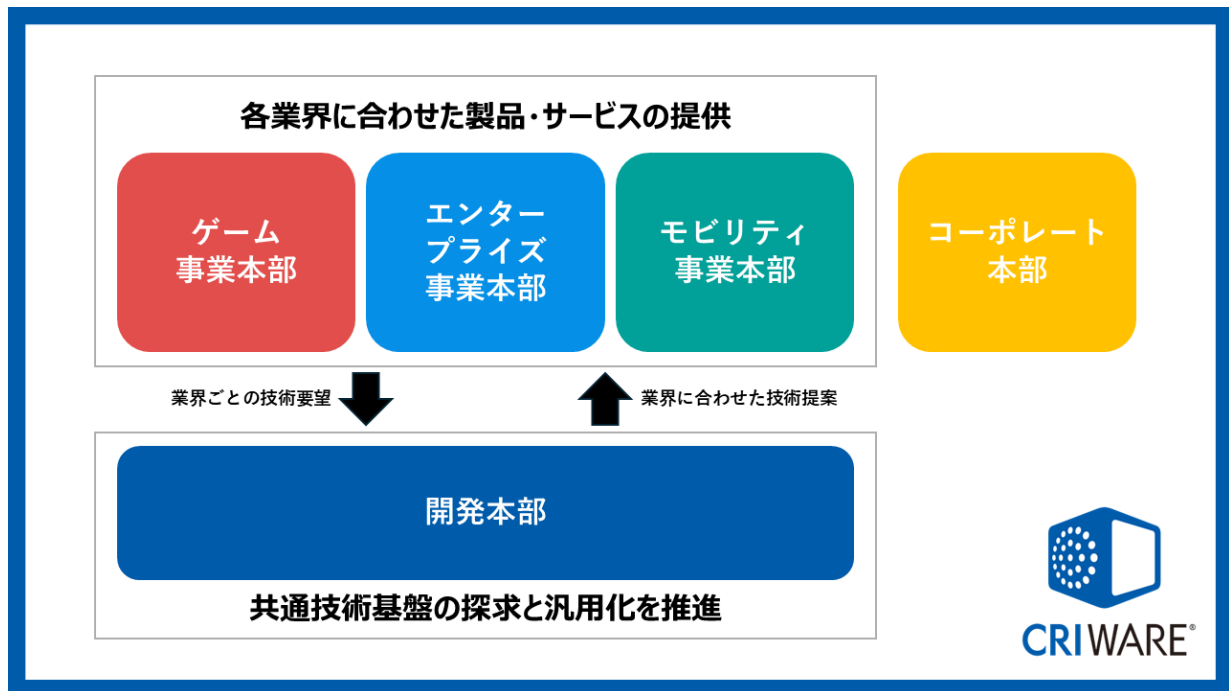 各業界に合わせた製品・サービスの提供
ゲーム
事業本部
エンター
プライズ
事業本部
モビリティ
事業本部
コーポレート
本部
業界ごとの技術要望
業界に合わせた技術提案
開発本部
共通技術基盤の探求と汎用化を推進
CRIWARE®